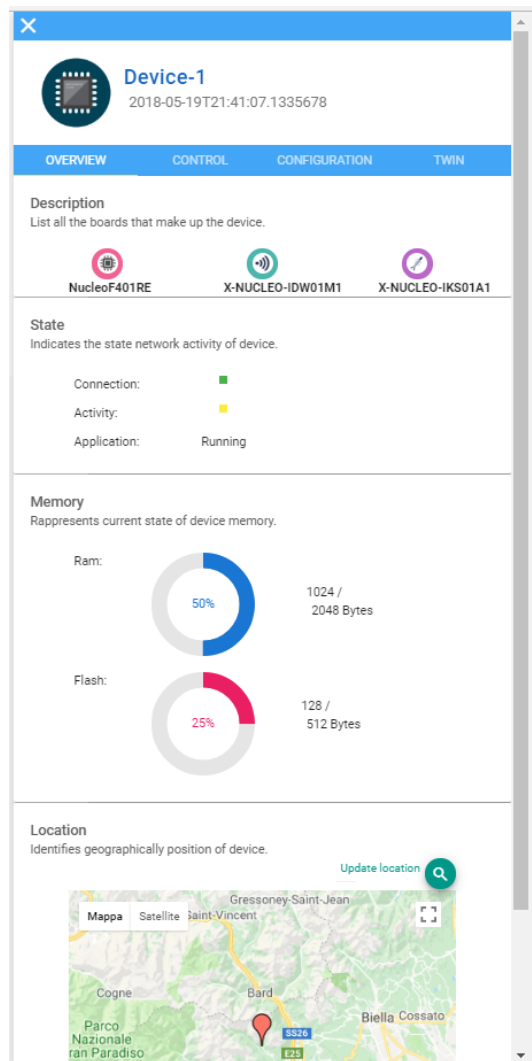 Device-1
2018-05-19T21:41:07.1335678
OVERVIEW CONTROL CONFIGURATION TWIN
Description
List all the boards that make up the device.
NucleoF401RE X-NUCLEO-IDW01M1 X-NUCLEO-IKS01A1
State
Indicates the state network activity of device.
Connection:
Activity:
Application: Running
Memory
Rappresents current state of device memory.
Ram:
50%
1024 /
2048 Bytes
Flash:
25%
128 /
512 Bytes
Location
Identifies geographically position of device.
Update location
Gressoney-Saint-Jean
Mappa Satellite Saint-Vincent
Cogne Bard
Biella Cossato
Parco
Nazionale
SS26
ran Paradiso
E25